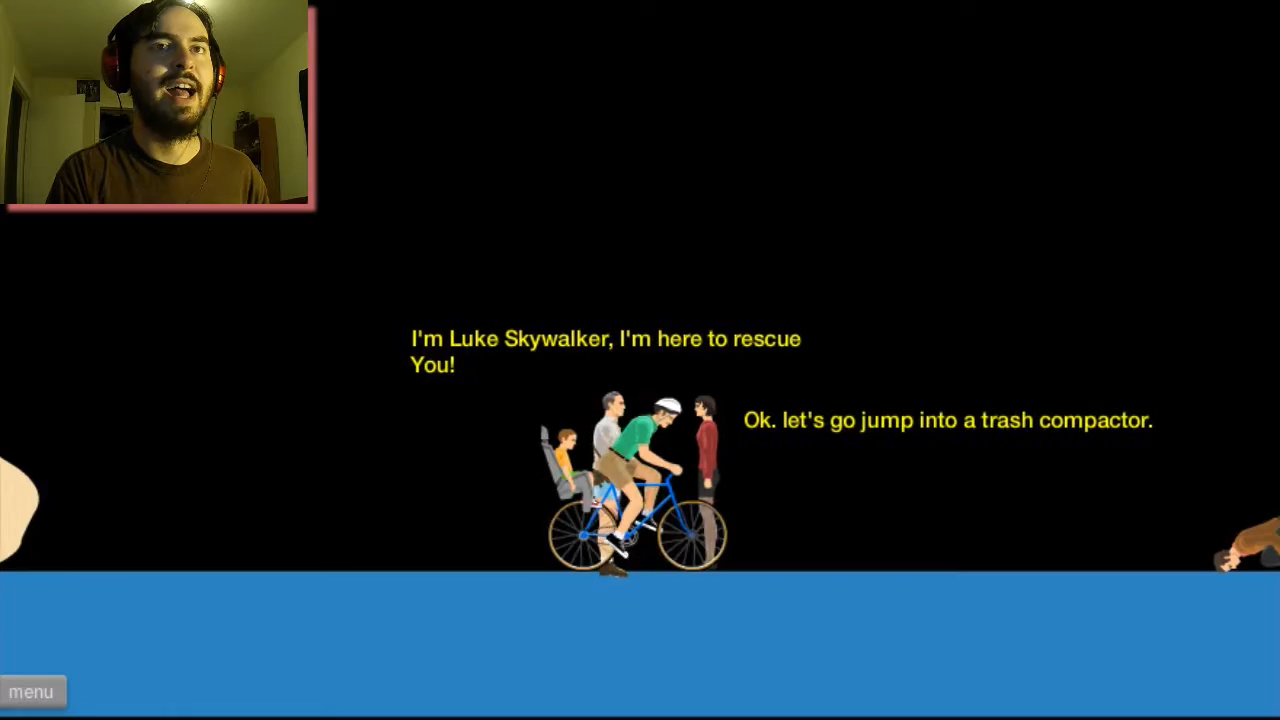 I'm Luke Skywalker, I'm here to rescue
You!
Ok. let's go jump into a trash compactor.
menu